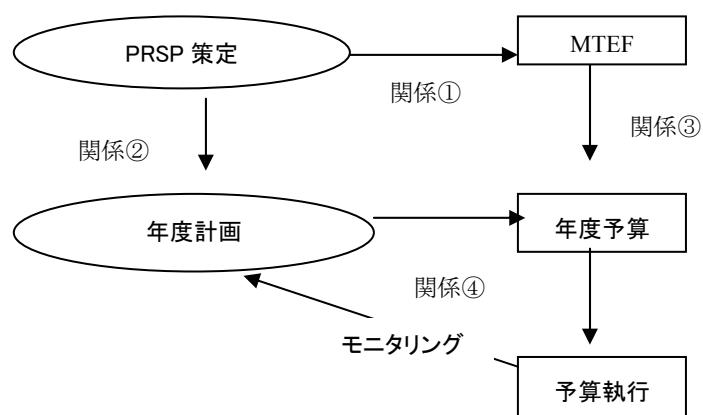 PRSP 策定
MTEF
関係①
関係③
関係②
年度計画
年度予算
関係④
モニタリング
予算執行